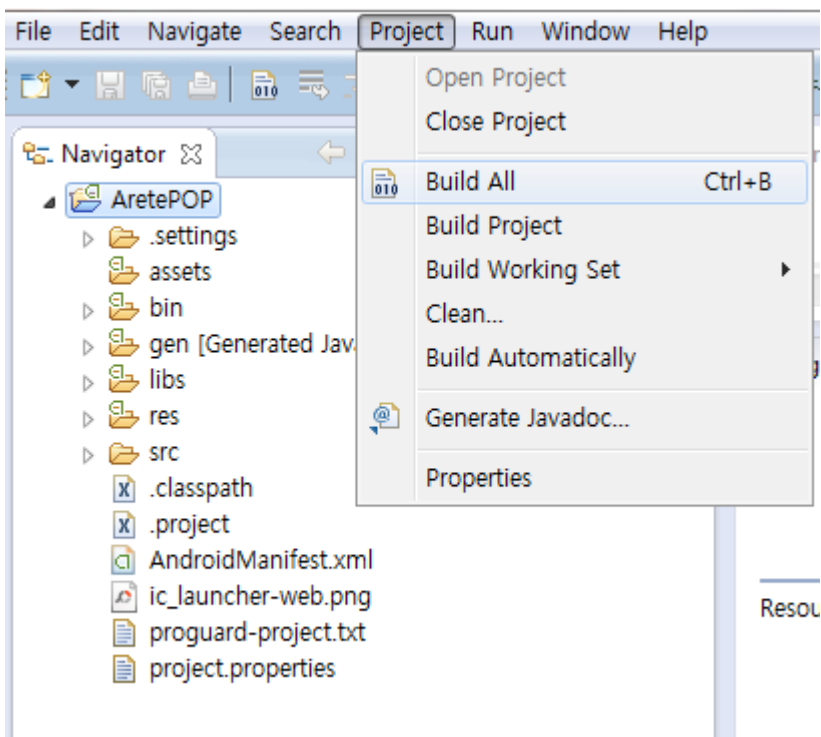 File Edit Navigate Search Project Run Window Help
Open Project
Close Project
Build All Ctrl+B
Build Project
Build Working Set
Clean...
Build Automatically
Generate Javadoc...
Properties
Navigator
AretePOP
.settings
assets
bin
gen [Generated Jav
libs
res
src
.classpath
.project
AndroidManifest.xml
ic_launcher-web.png
proguard-project.txt
project.properties
Resou